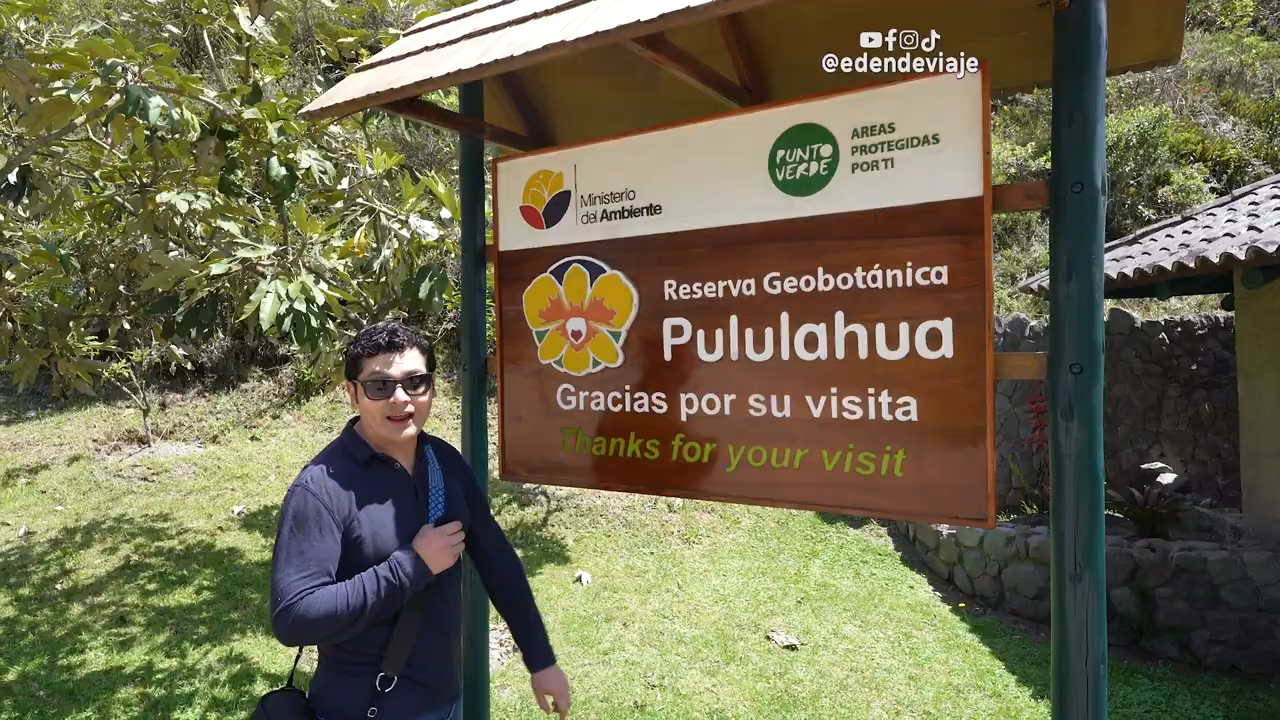 @edendeviaje
Ministerio
del Ambiente
PUNTO
VERDE
AREAS
PROTEGIDAS
POR TI
Reserva Geobotánica
Pululahua
Gracias por su visita
Thanks for your visit